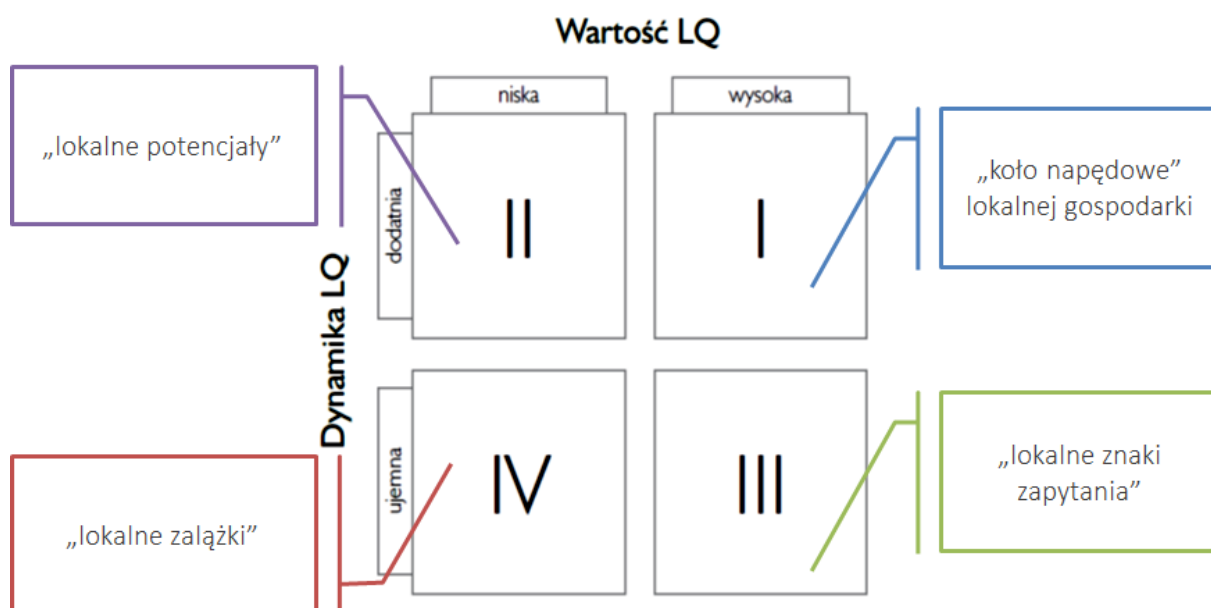 Wartość LQ
niska
wysoka
„lokalne potencjały”
dodatnia
II
I
„koło napędowe”
lokalnej gospodarki
Dynamika LQ
„lokalne zalążki”
ujemna
IV
III
„lokalne znaki
zapytania”